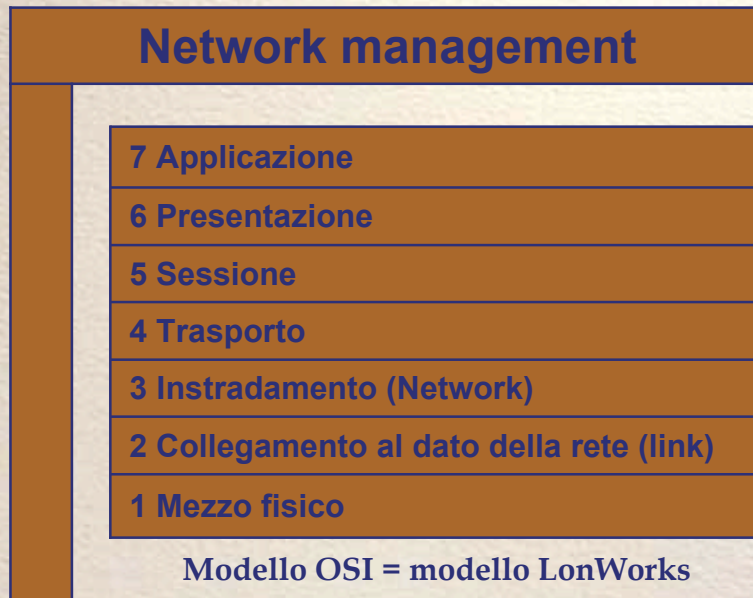 Network management
7 Applicazione
6 Presentazione
5 Sessione
4 Trasporto
3 Instradamento (Network)
2 Collegamento al dato della rete (link)
1 Mezzo fisico
Modello OSI = modello LonWorks